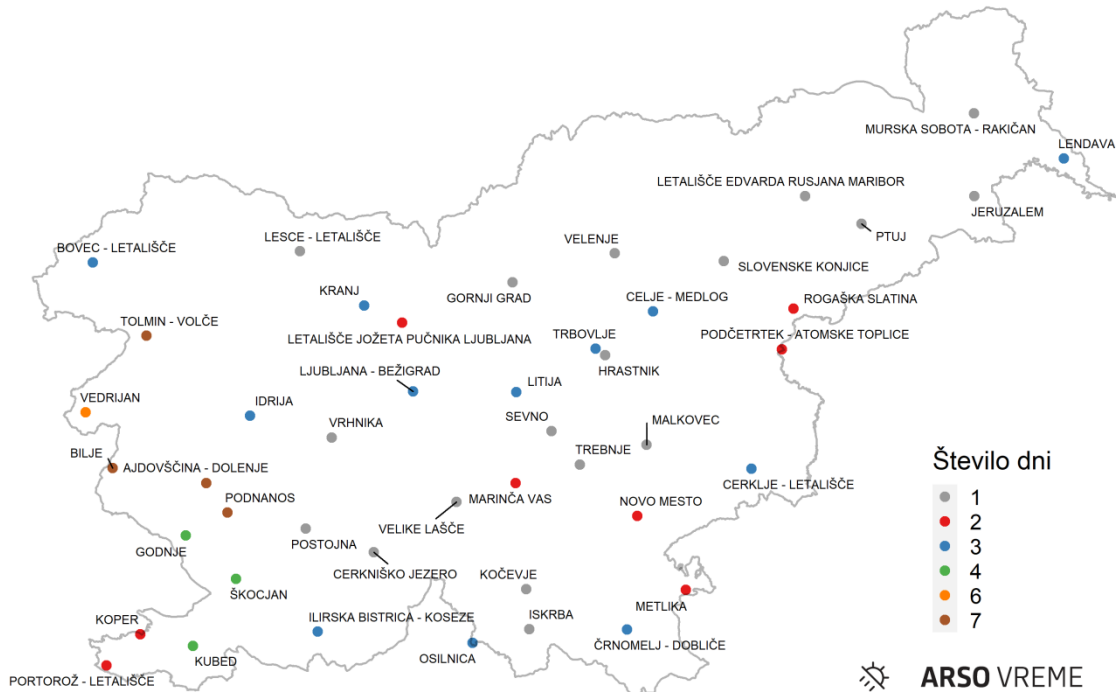 MURSKA SOBOTA - RAKIČAN
LENDAVA
LETALIŠČE EDVARDA RUSJANA MARIBOR
JERUZALEM
PTUJ
LESCE - LETALIŠČE
VELENJE
BOVEC - LETALIŠČE
SLOVENSKE KONJICE
KRANJ
GORNJI GRAD
CELJE - MEDLOG
ROGAŠKA SLATINA
TOLMIN - VOLČE
LETALIŠČE JOŽETA PUČNIKA LJUBLJANA
TRBOVLJE
PODČETRTEK - ATOMSKE TOPLICE
HRASTNIK
LJUBLJANA - BEŽIGRAD
LITIJA
VEDRIJAN
IDRIJA
SEVNO
MALKOVEC
VRHNIKA
BILJE
AJDOVŠČINA - DOLENJE
TREBNJE
CERKLJE - LETALIŠČE
PODNANOS
MARINČA VAS
NOVO MESTO
VELIKE LAŠČE
POSTOJNA
GODNJE
CERKNIŠKO JEZERO
KOČEVJE
ŠKOCJAN
METLIKA
KOPER
ILIRSKA BISTRICA - KOSEZE
ISKRBA
ČRNOMELJ - DOBLIČE
OSILNICA
KUBED
PORTOROŽ - LETALIŠČE
Število dni
1
2
3
4
6
7
ARSO VREME